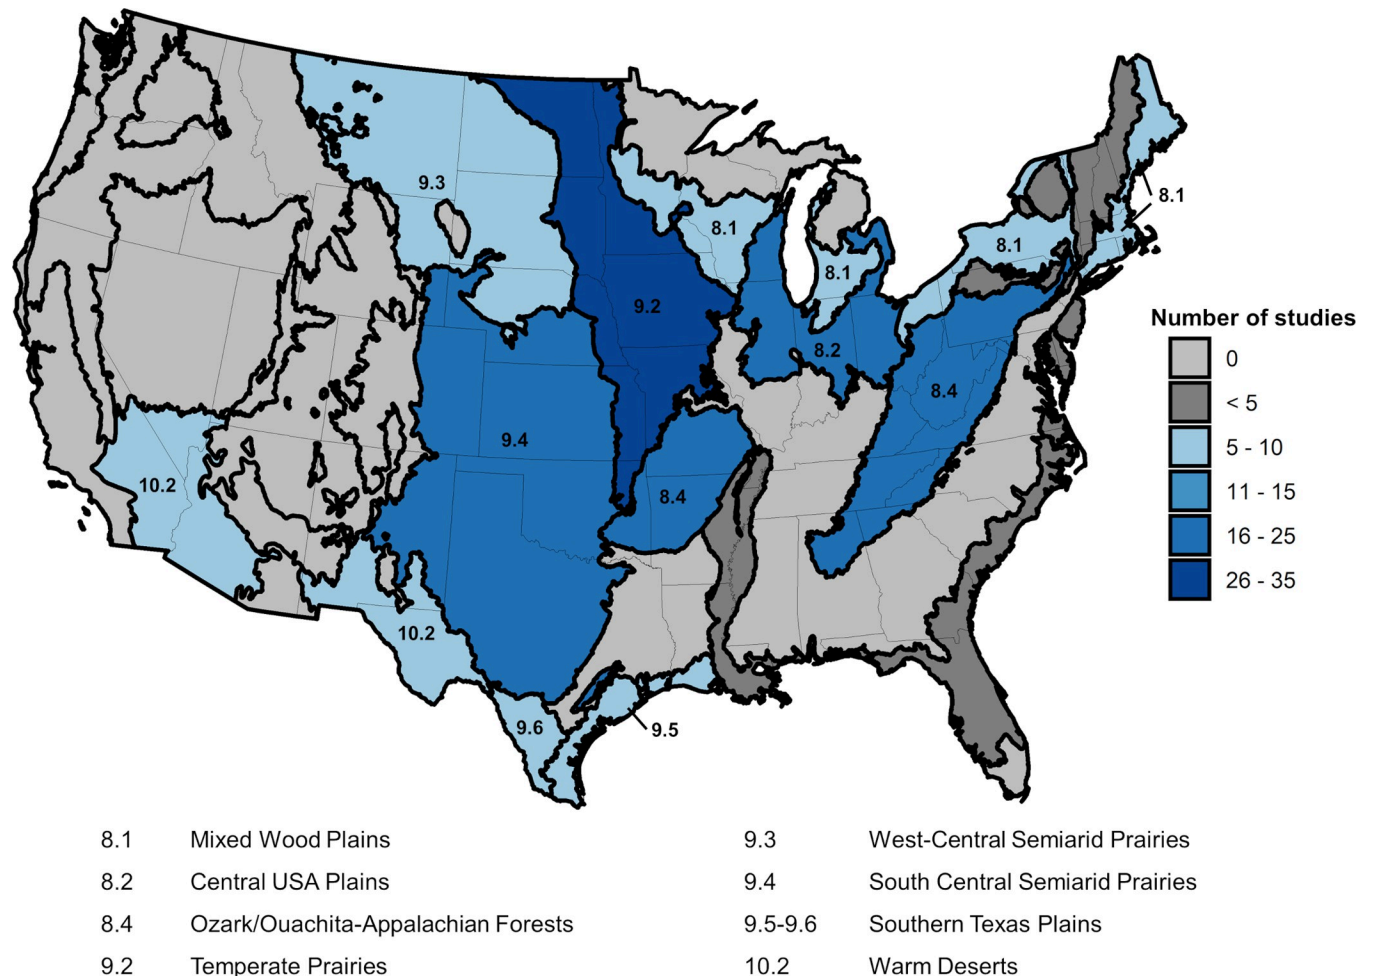 9.3
8.1
8.1
8.1
8.1
9.2
8.2
8.4
9.4
10.2
8.4
10.2
9.6
9.5
Number of studies
0
< 5
5 - 10
11 - 15
16 - 25
26 - 35
8.1 Mixed Wood Plains
8.2 Central USA Plains
8.4 Ozark/Ouachita-Appalachian Forests
9.2 Temperate Prairies
9.3 West-Central Semiarid Prairies
9.4 South Central Semiarid Prairies
9.5-9.6 Southern Texas Plains
10.2 Warm Deserts